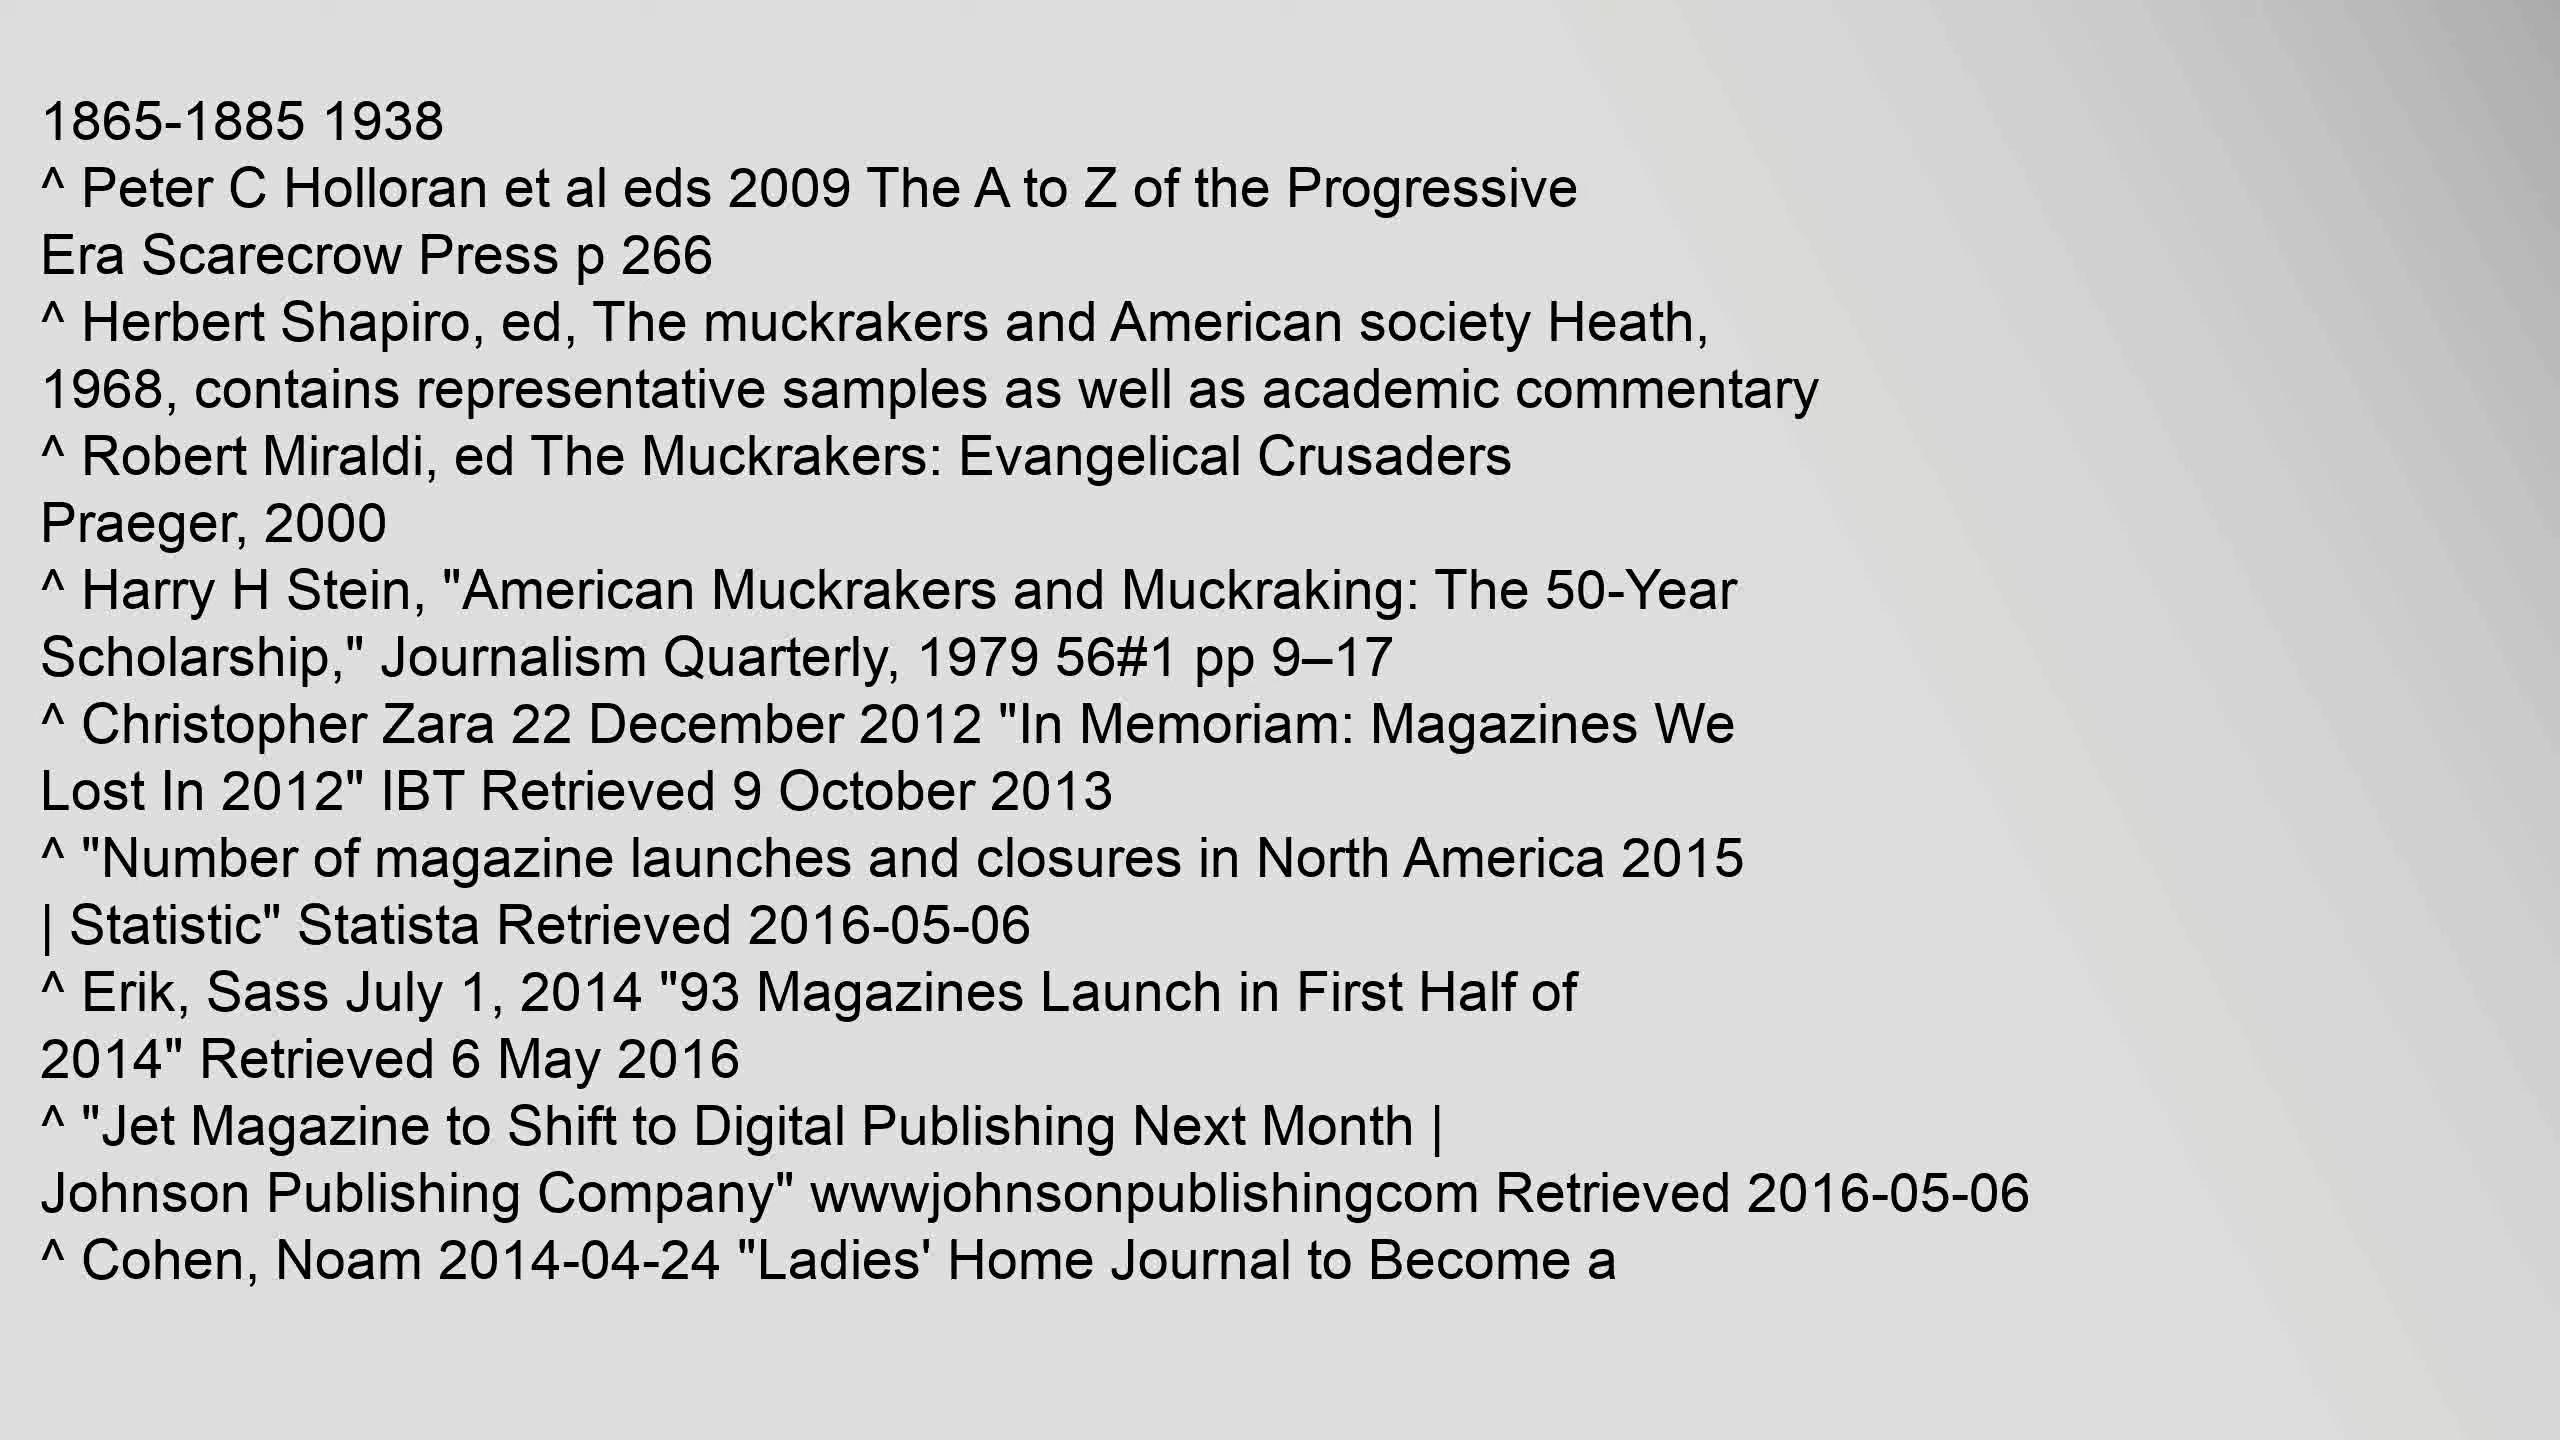 1865-1885 1938
^ Peter C Holloran et al eds 2009 The A to Z of the Progressive
Era Scarecrow Press p 266
^ Herbert Shapiro, ed, The muckrakers and American society Heath,
1968, contains representative samples as well as academic commentary
^ Robert Miraldi, ed The Muckrakers: Evangelical Crusaders
Praeger, 2000
^ Harry H Stein, "American Muckrakers and Muckraking: The 50-Year
Scholarship," Journalism Quarterly, 1979 56#1 pp 9–17
^ Christopher Zara 22 December 2012 "In Memoriam: Magazines We
Lost In 2012" IBT Retrieved 9 October 2013
^ "Number of magazine launches and closures in North America 2015
| Statistic" Statista Retrieved 2016-05-06
^ Erik, Sass July 1, 2014 "93 Magazines Launch in First Half of
2014" Retrieved 6 May 2016
^ "Jet Magazine to Shift to Digital Publishing Next Month |
Johnson Publishing Company" wwwjohnsonpublishingcom Retrieved 2016-05-06
^ Cohen, Noam 2014-04-24 "Ladies' Home Journal to Become a